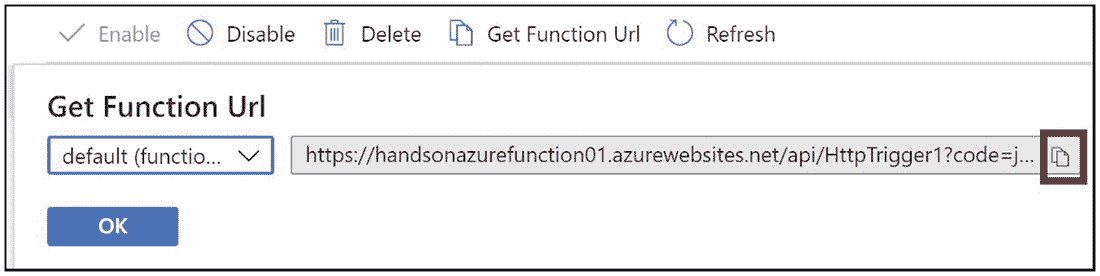 Enable Disable Delete Get Function Url Refresh
Get Function Url
default (functio... https://handsonazurefunction01.azurewebsites.net/api/HttpTrigger1?code=j...
OK